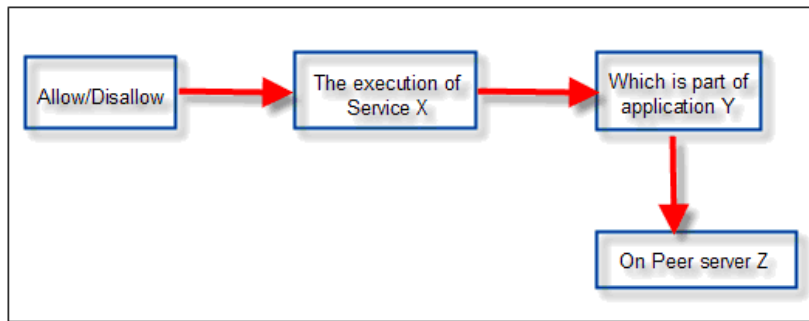 Allow/Disallow
The execution of
Service X
Which is part of
application Y
On Peer server Z